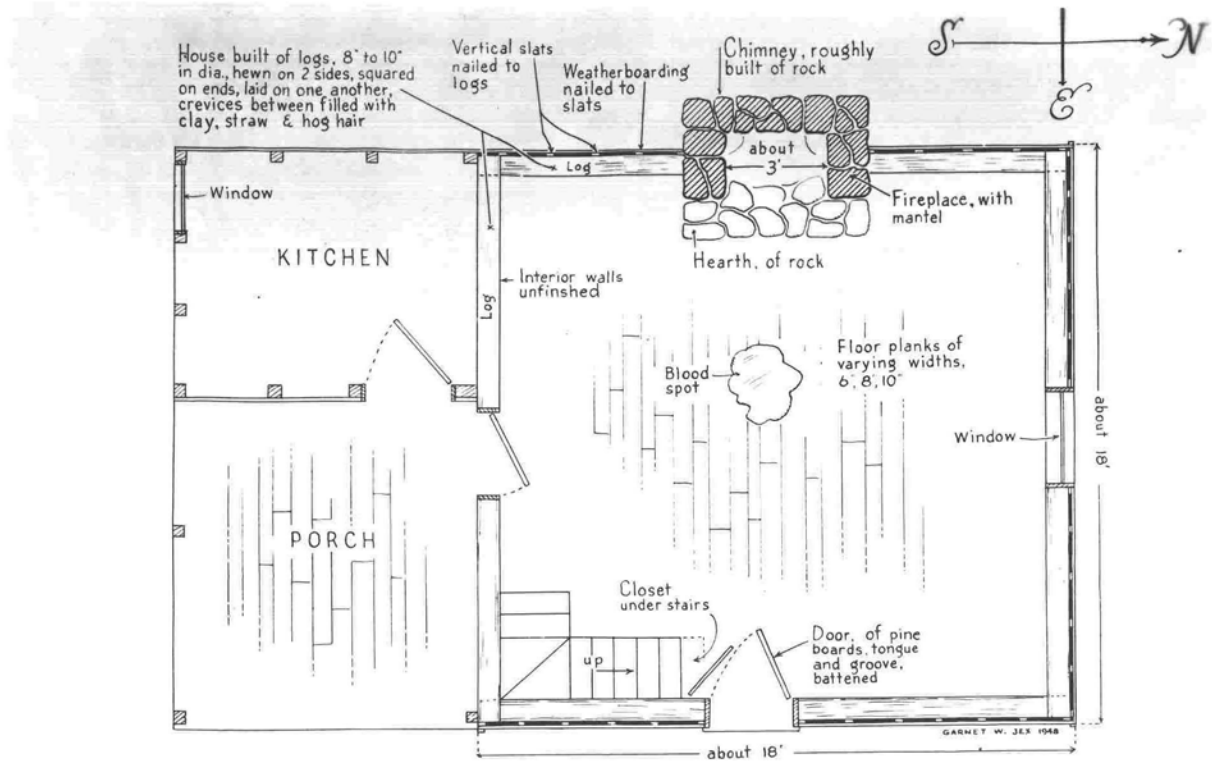 House built of logs, 8" to 10"
in dia., hewn on 2 sides, squared
on ends, laid on one another,
crevices between filled with
clay, straw & hog hair
Vertical slats
nailed to
logs
Weatherboarding
nailed to
slats
Chimney, roughly
built of rock
S
N
E
Log
about
3'
Fireplace, with
mantel
Window
KITCHEN
Hearth, of rock
Interior walls
unfinshed
Log
Blood
spot
Floor planks of
varying widths,
6", 8", 10"
Window
about 18'
PORCH
Closet
under stairs
up
Door, of pine
boards, tongue
and groove,
battened
GARNET W. JEX 1948
about 18'